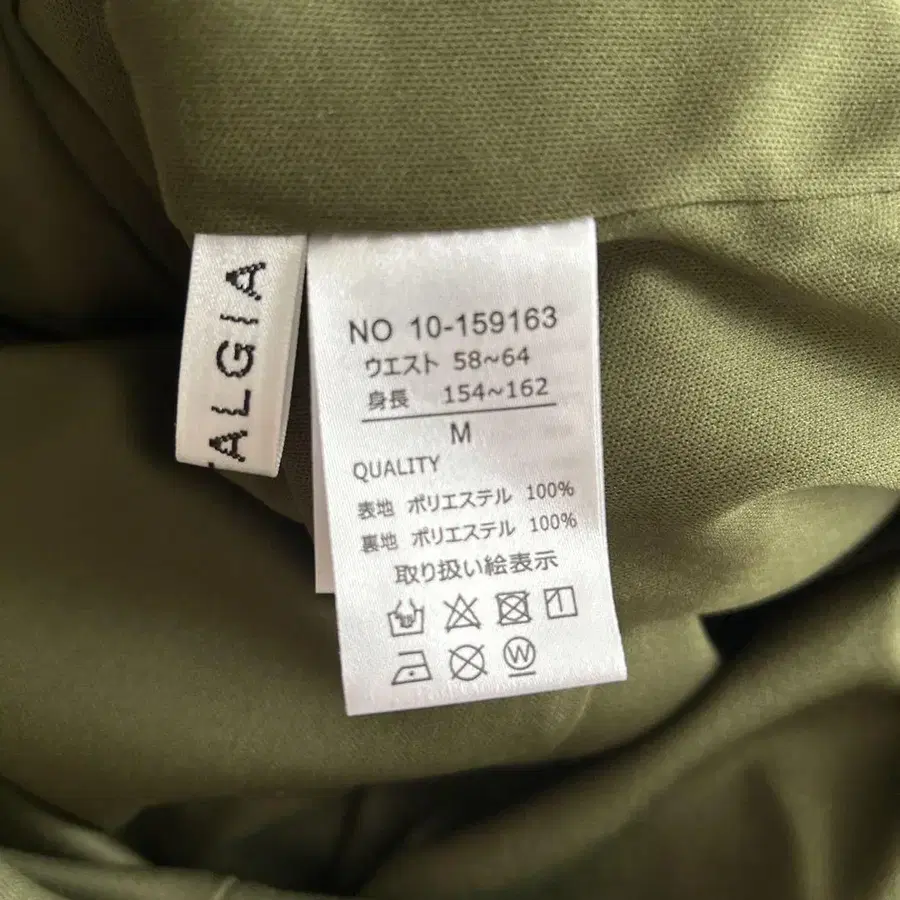 TALGIA
NO 10-159163
ウエスト 58~64
身長 154~162
M
QUALITY
表地 ポリエステル 100%
裏地 ポリエステル 100%
取り扱い絵表示
W